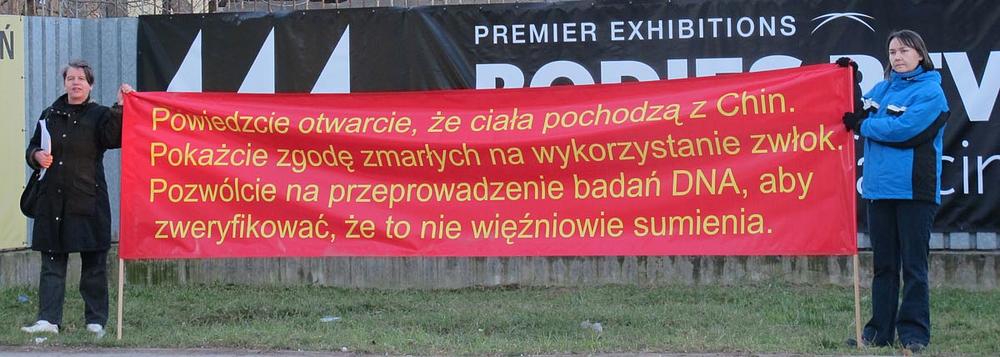 Ń
PREMIER EXHIBITIONS
Powiedzcie otwarcie, że ciała pochodzą z Chin.
Pokażcie zgodę zmarłych na wykorzystanie zwłok.
Pozwólcie na przeprowadzenie badań DNA, aby
zweryfikować, że to nie więźniowie sumienia.